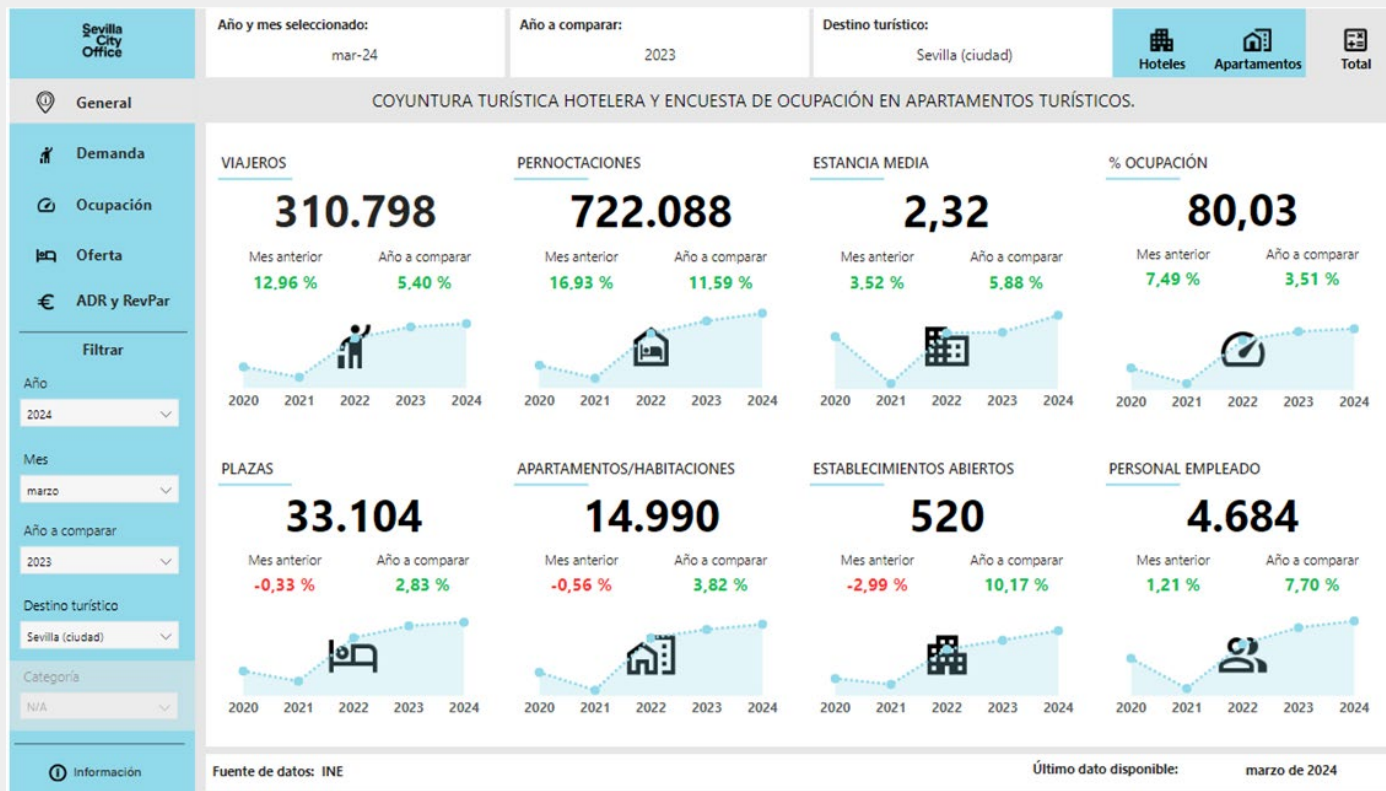 Sevilla
City
Office
Año y mes seleccionado:
mar-24
Año a comparar:
2023
Destino turístico:
Sevilla (ciudad)
Hoteles
Apartamentos
Total
General
Demanda
Ocupación
Oferta
€ ADR y RevPar
Filtrar
Año
2024
Mes
marzo
Año a comparar
2023
Destino turístico
Sevilla (ciudad)
Categoría
N/A
Información
COYUNTURA TURÍSTICA HOTELERA Y ENCUESTA DE OCUPACIÓN EN APARTAMENTOS TURÍSTICOS.
VIAJEROS
310.798
Mes anterior Año a comparar
12,96 % 5,40 %
2020 2021 2022 2023 2024
PERNOCTACIONES
722.088
Mes anterior Año a comparar
16,93 % 11,59 %
2020 2021 2022 2023 2024
ESTANCIA MEDIA
2,32
Mes anterior Año a comparar
3,52 % 5,88 %
2020 2021 2022 2023 2024
% OCUPACIÓN
80,03
Mes anterior Año a comparar
7,49 % 3,51 %
2020 2021 2022 2023 2024
PLAZAS
33.104
Mes anterior Año a comparar
-0,33 % 2,83 %
2020 2021 2022 2023 2024
APARTAMENTOS/HABITACIONES
14.990
Mes anterior Año a comparar
-0,56 % 3,82 %
2020 2021 2022 2023 2024
ESTABLECIMIENTOS ABIERTOS
520
Mes anterior Año a comparar
-2,99 % 10,17 %
2020 2021 2022 2023 2024
PERSONAL EMPLEADO
4.684
Mes anterior Año a comparar
1,21 % 7,70 %
2020 2021 2022 2023 2024
Fuente de datos: INE
Último dato disponible: marzo de 2024